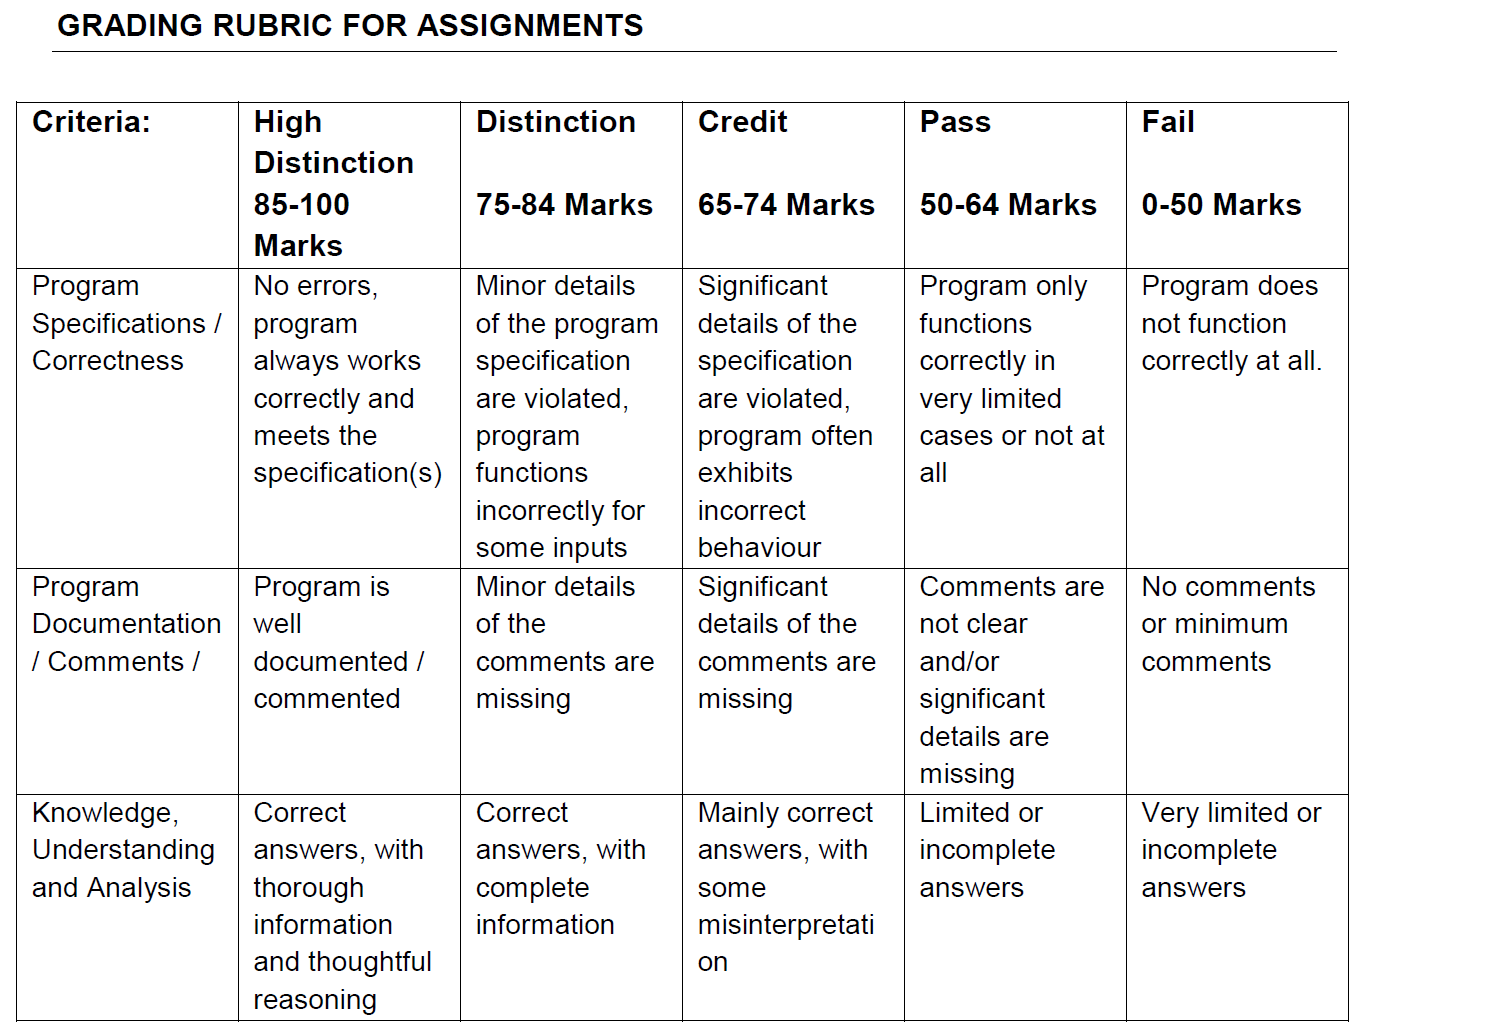 GRADING RUBRIC FOR ASSIGNMENTS
Criteria:
High
Distinction
85-100
Marks
Distinction
75-84 Marks
Credit
65-74 Marks
Pass
50-64 Marks
Fail
0-50 Marks
Program
Specifications /
Correctness
No errors,
program
always works
correctly and
meets the
specification(s)
Minor details
of the program
specification
are violated,
program
functions
incorrectly for
some inputs
Significant
details of the
specification
are violated,
program often
exhibits
incorrect
behaviour
Program only
functions
correctly in
very limited
cases or not at
all
Program does
not function
correctly at all.
Program
Documentation
/ Comments /
Program is
well
documented /
commented
Minor details
of the
comments are
missing
Significant
details of the
comments are
missing
Comments are
not clear
and/or
significant
details are
missing
No comments
or minimum
comments
Knowledge,
Understanding
and Analysis
Correct
answers, with
thorough
information
and thoughtful
reasoning
Correct
answers, with
complete
information
Mainly correct
answers, with
some
misinterpretati
on
Limited or
incomplete
answers
Very limited or
incomplete
answers